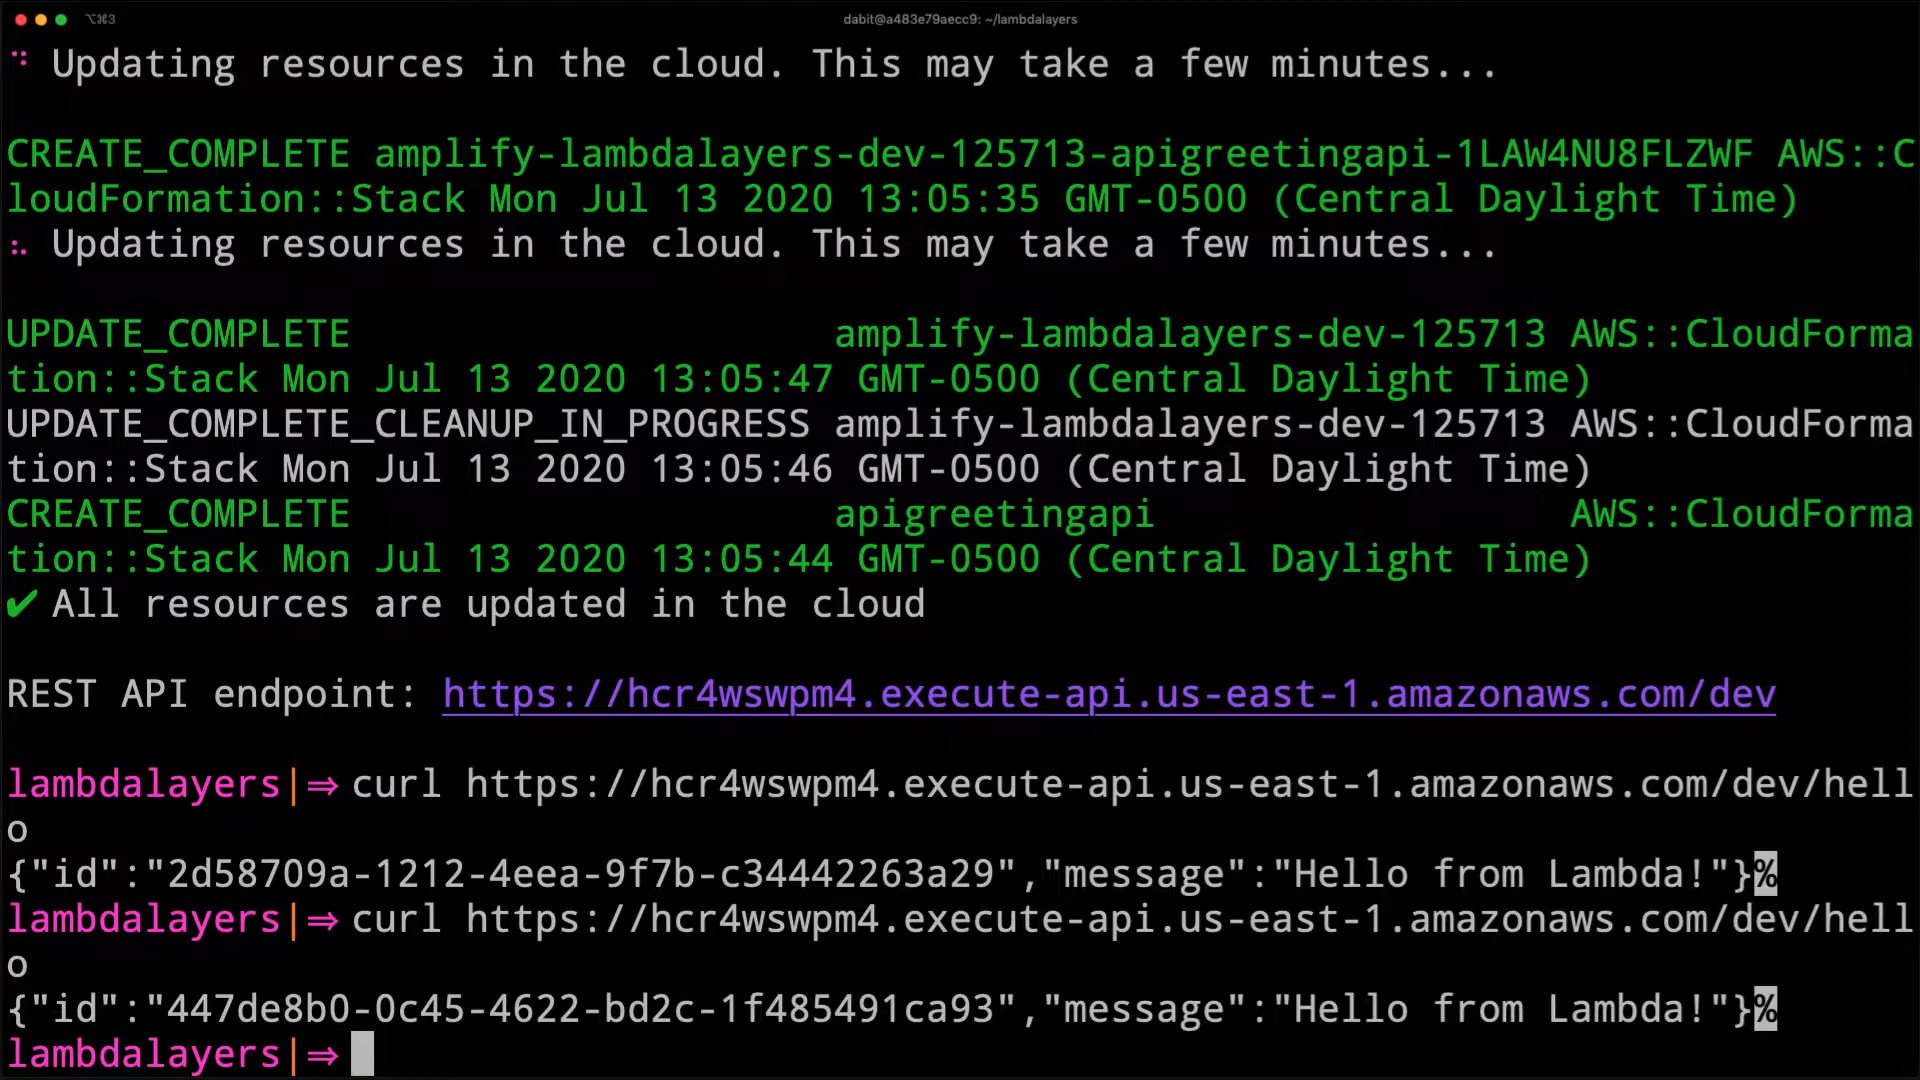 ⌥⌘3
dabit@a483e79aecc9: ~/lambdalayers
Updating resources in the cloud. This may take a few minutes...
CREATE_COMPLETE amplify-lambdalayers-dev-125713-apigreetingapi-1LAW4NU8FLZWF AWS::C
loudFormation::Stack Mon Jul 13 2020 13:05:35 GMT-0500 (Central Daylight Time)
Updating resources in the cloud. This may take a few minutes...
UPDATE_COMPLETE amplify-lambdalayers-dev-125713 AWS::CloudForma
tion::Stack Mon Jul 13 2020 13:05:47 GMT-0500 (Central Daylight Time)
UPDATE_COMPLETE_CLEANUP_IN_PROGRESS amplify-lambdalayers-dev-125713 AWS::CloudForma
tion::Stack Mon Jul 13 2020 13:05:46 GMT-0500 (Central Daylight Time)
CREATE_COMPLETE apigreetingapi AWS::CloudForma
tion::Stack Mon Jul 13 2020 13:05:44 GMT-0500 (Central Daylight Time)
✔ All resources are updated in the cloud
REST API endpoint: https://hcr4wswpm4.execute-api.us-east-1.amazonaws.com/dev
lambdalayers|⇒ curl https://hcr4wswpm4.execute-api.us-east-1.amazonaws.com/dev/hell
o
{"id":"2d58709a-1212-4eea-9f7b-c34442263a29","message":"Hello from Lambda!"}%
lambdalayers|⇒ curl https://hcr4wswpm4.execute-api.us-east-1.amazonaws.com/dev/hell
o
{"id":"447de8b0-0c45-4622-bd2c-1f485491ca93","message":"Hello from Lambda!"}%
lambdalayers|⇒